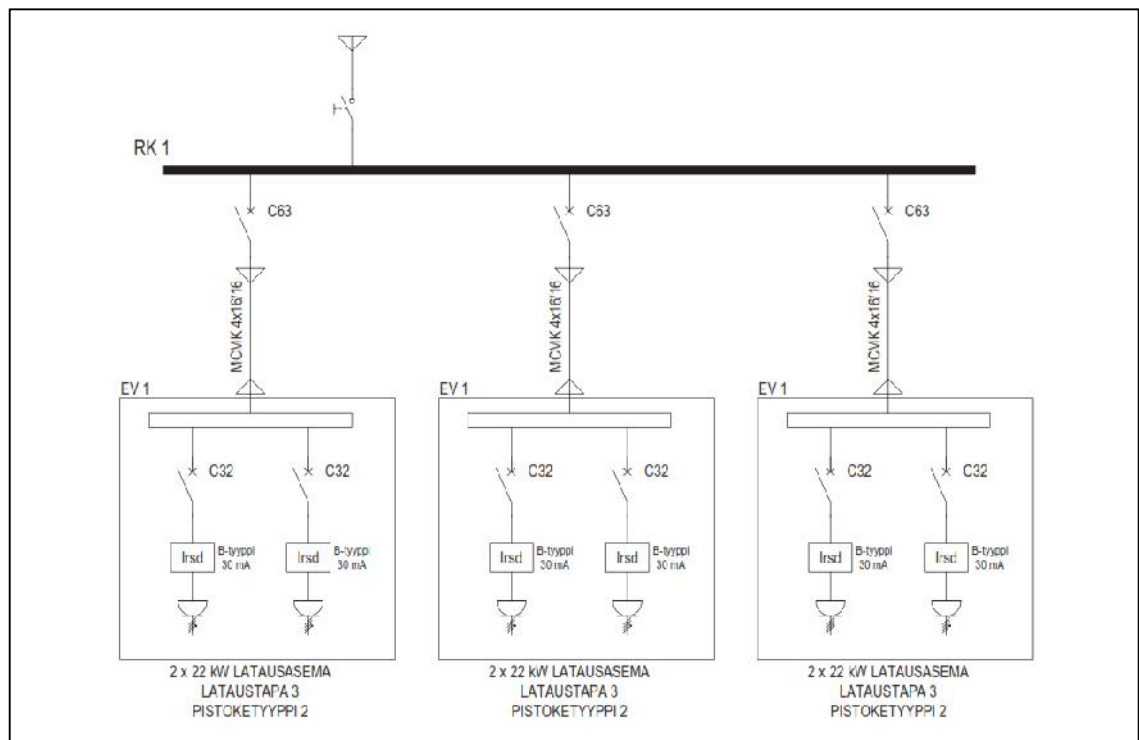 RK 1
C63
C63
C63
MCMK 4x16/16
MCMK 4x16/16
MCMK 4x16/16
EV 1
EV 1
EV 1
C32
C32
C32
C32
C32
C32
Irsd
B-tyyppi
30 mA
Irsd
B-tyyppi
30 mA
Irsd
B-tyyppi
30 mA
Irsd
B-tyyppi
30 mA
Irsd
B-tyyppi
30 mA
Irsd
B-tyyppi
30 mA
2 x 22 kW LATAUSASEMA
LATAUSTAPA 3
PISTOKETYYPPI 2
2 x 22 kW LATAUSASEMA
LATAUSTAPA 3
PISTOKETYYPPI 2
2 x 22 kW LATAUSASEMA
LATAUSTAPA 3
PISTOKETYYPPI 2